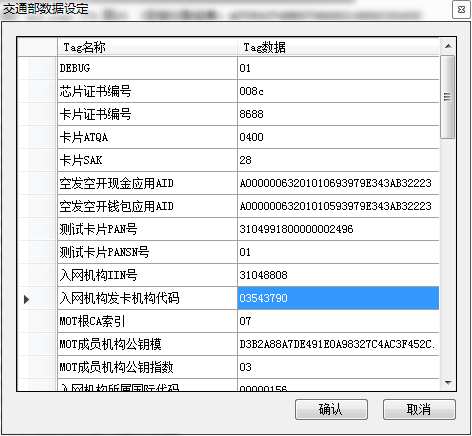 交通部数据设定
Tag名称 Tag数据
DEBUG 01
芯片证书编号 008c
卡片证书编号 8688
卡片ATQA 0400
卡片SAK 28
空发空开现金应用AID A00000063201010693979E343AB32223
空发空开钱包应用AID A00000063201010593979E343AB32223
测试卡片PAN号 3104991800000002496
测试卡片PANSN号 01
入网机构IIN号 31048808
入网机构发卡机构代码 03543790
MOT根CA索引 07
MOT成员机构公钥模 D3B2A88A7DE491E0A98327C4AC3F452C.
MOT成员机构公钥指数 03
入网机构所属国际代码 00000156
确认 取消